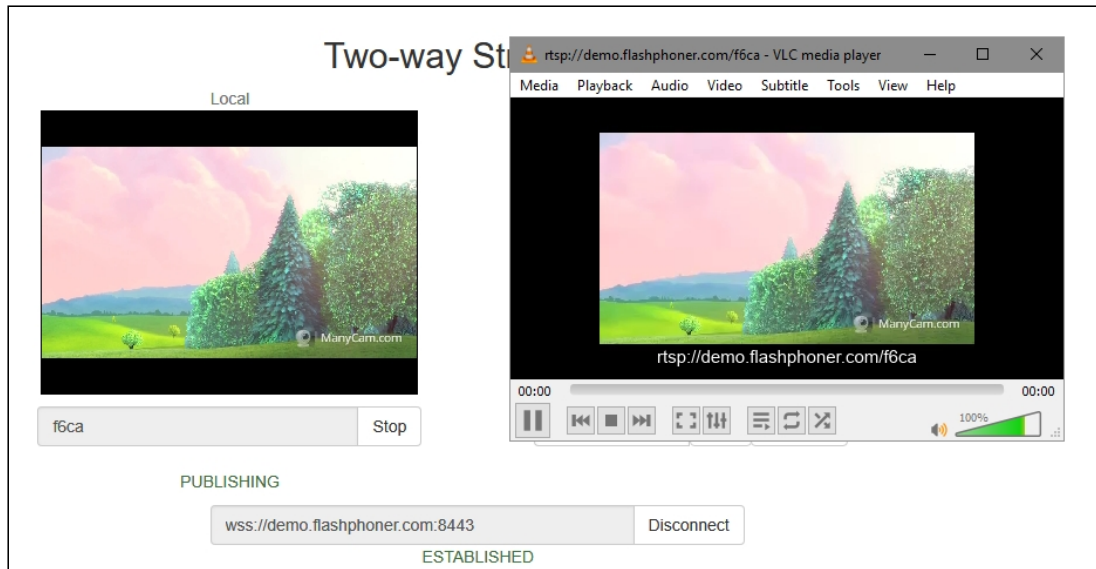 Two-way St
Local
ManyCam.com
f6ca
Stop
PUBLISHING
wss://demo.flashphoner.com:8443
Disconnect
ESTABLISHED
rtsp://demo.flashphoner.com/f6ca - VLC media player
Media Playback Audio Video Subtitle Tools View Help
ManyCam.com
rtsp://demo.flashphoner.com/f6ca
00:00
00:00
100%